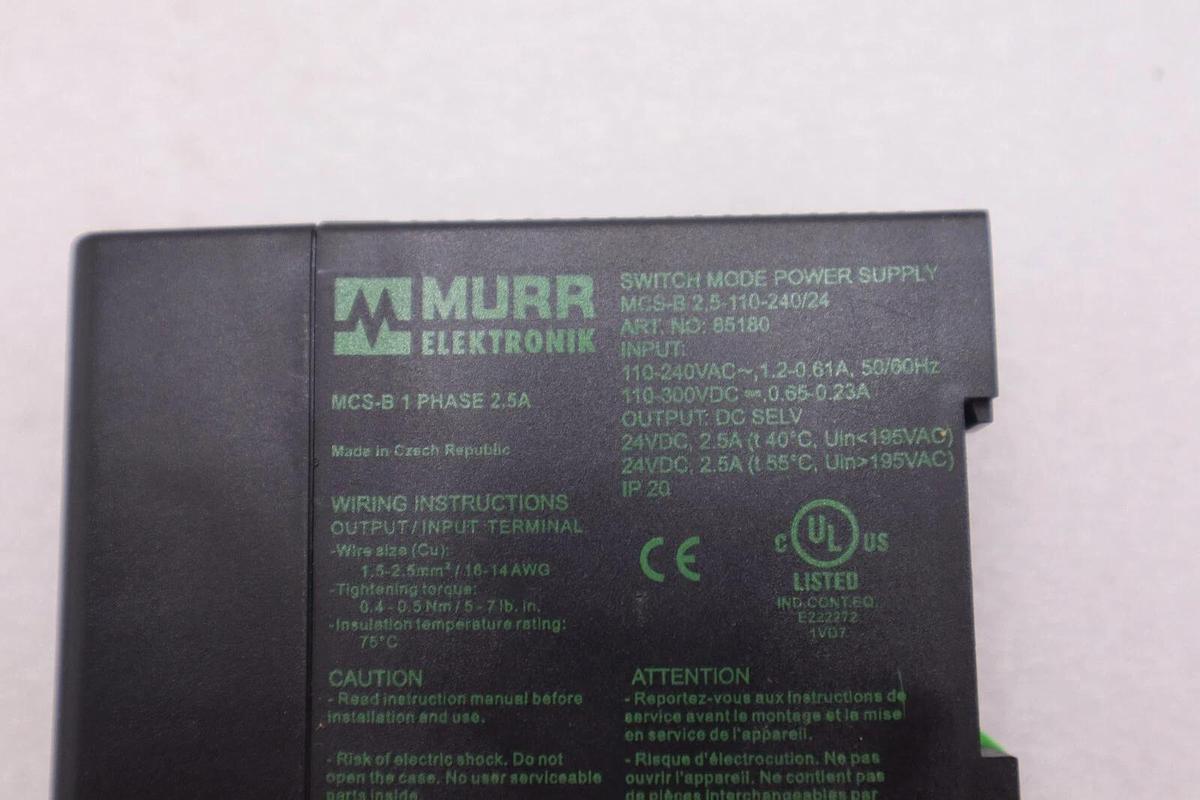 MURR
ELEKTRONIK
MCS-B 1 PHASE 2.5A
Made in Czech Republic
WIRING INSTRUCTIONS
OUTPUT/INPUT TERMINAL
-Wire size (Cu):
1.5-2.5mm² / 16-14 AWG
-Tightening torque:
0.4 - 0.5 Nm / 5 - 7 lb. in.
-Insulation temperature rating:
75°C
CAUTION
- Read instruction manual before
installation and use.
- Risk of electric shock. Do not
open the case. No user serviceable
parts inside.
SWITCH MODE POWER SUPPLY
MCS-B 2,5-110-240/24
ART. NO: 85180
INPUT:
110-240VAC~,1.2-0.61A, 50/60Hz
110-300VDC ⎓,0.65-0.23A
OUTPUT: DC SELV
24VDC, 2.5A (t 40°C, Uin<195VAC)
24VDC, 2.5A (t 55°C, Uin>195VAC)
IP 20
CE
C UL US
LISTED
IND.CONT.EQ.
E222272
1V07
ATTENTION
- Reportez-vous aux instructions de
service avant le montage et la mise
en service de l'appareil.
- Risque d'électrocution. Ne pas
ouvrir l'appareil. Ne contient pas
de pièces interchangeables par